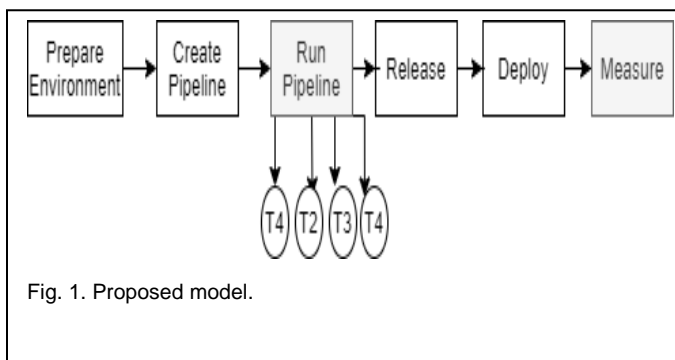 Prepare
Environment
Create
Pipeline
Run
Pipeline
Release
Deploy
Measure
T4 T2 T3 T4
Fig. 1. Proposed model.